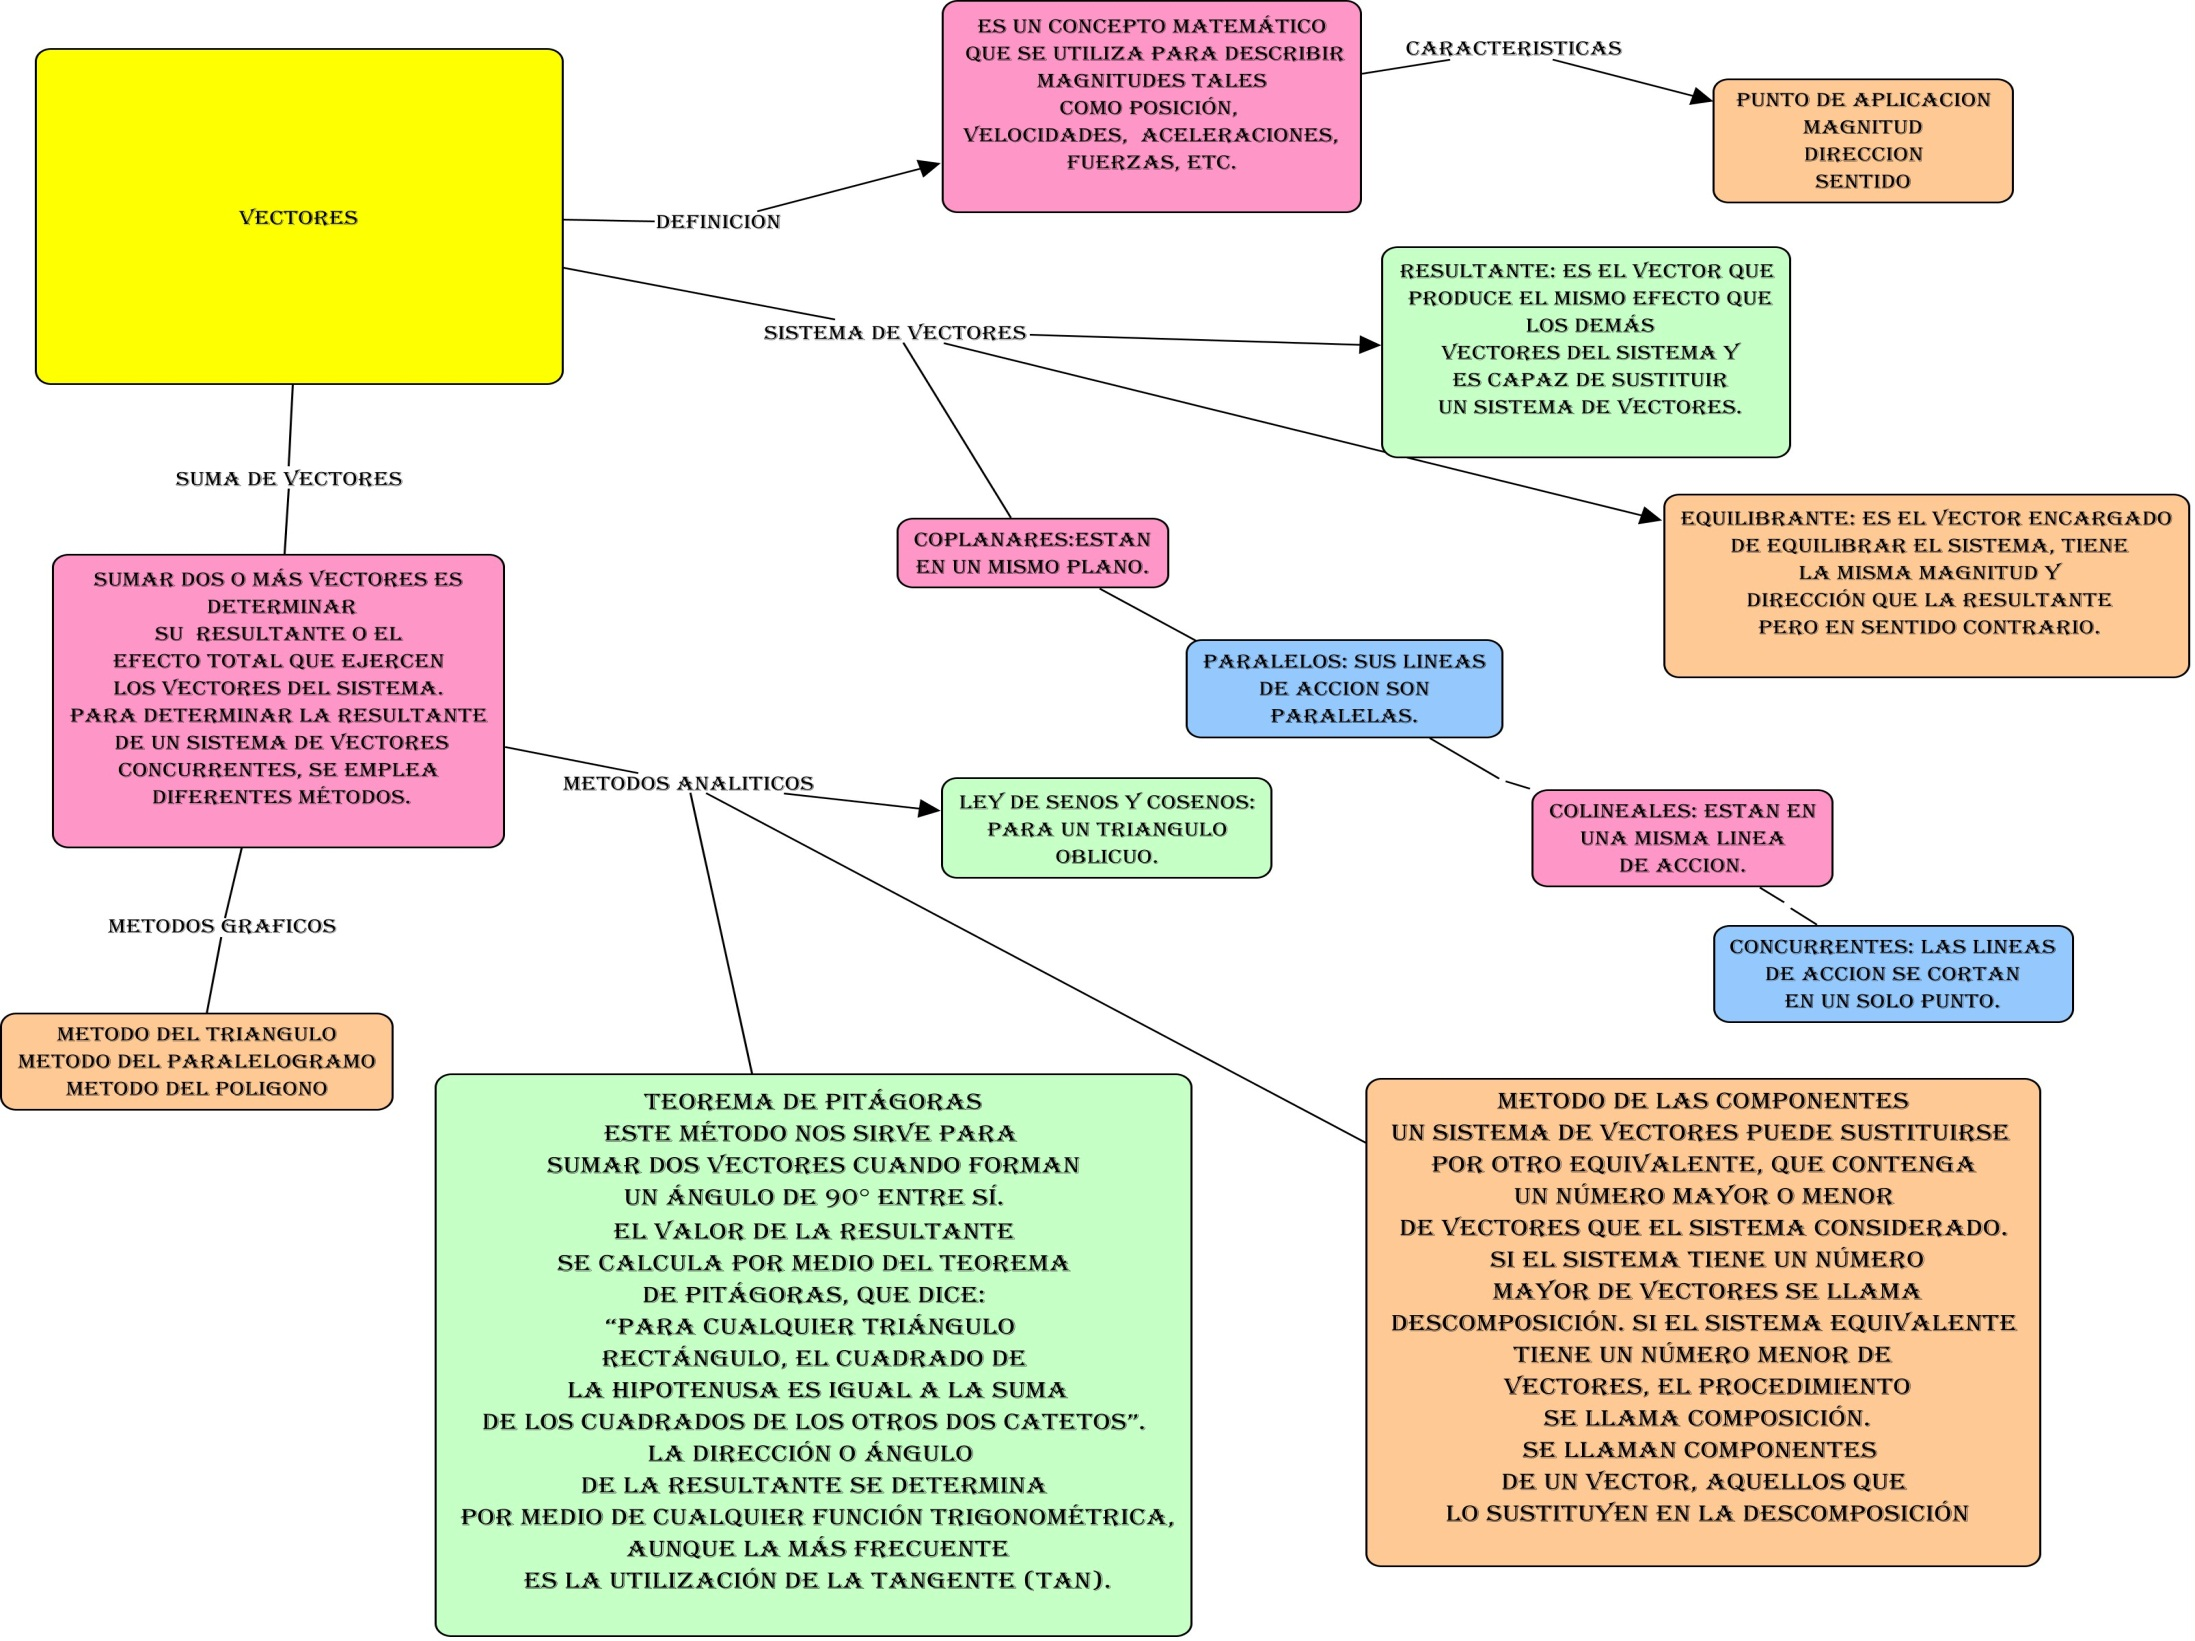 VECTORES
DEFINICIÓN
ES UN CONCEPTO MATEMÁTICO
QUE SE UTILIZA PARA DESCRIBIR
MAGNITUDES TALES
COMO POSICIÓN,
VELOCIDADES, ACELERACIONES,
FUERZAS, ETC.
CARACTERISTICAS
PUNTO DE APLICACION
MAGNITUD
DIRECCION
SENTIDO
SISTEMA DE VECTORES
RESULTANTE: ES EL VECTOR QUE
PRODUCE EL MISMO EFECTO QUE
LOS DEMÁS
VECTORES DEL SISTEMA Y
ES CAPAZ DE SUSTITUIR
UN SISTEMA DE VECTORES.
EQUILIBRANTE: ES EL VECTOR ENCARGADO
DE EQUILIBRAR EL SISTEMA, TIENE
LA MISMA MAGNITUD Y
DIRECCIÓN QUE LA RESULTANTE
PERO EN SENTIDO CONTRARIO.
COPLANARES:ESTAN
EN UN MISMO PLANO.
PARALELOS: SUS LINEAS
DE ACCION SON
PARALELAS.
COLINEALES: ESTAN EN
UNA MISMA LINEA
DE ACCION.
CONCURRENTES: LAS LINEAS
DE ACCION SE CORTAN
EN UN SOLO PUNTO.
SUMA DE VECTORES
SUMAR DOS O MÁS VECTORES ES
DETERMINAR
SU RESULTANTE O EL
EFECTO TOTAL QUE EJERCEN
LOS VECTORES DEL SISTEMA.
PARA DETERMINAR LA RESULTANTE
DE UN SISTEMA DE VECTORES
CONCURRENTES, SE EMPLEA
DIFERENTES MÉTODOS.
METODOS GRAFICOS
METODO DEL TRIANGULO
METODO DEL PARALELOGRAMO
METODO DEL POLIGONO
METODOS ANALITICOS
LEY DE SENOS Y COSENOS:
PARA UN TRIANGULO
OBLICUO.
TEOREMA DE PITÁGORAS
ESTE MÉTODO NOS SIRVE PARA
SUMAR DOS VECTORES CUANDO FORMAN
UN ÁNGULO DE 90° ENTRE SÍ.
EL VALOR DE LA RESULTANTE
SE CALCULA POR MEDIO DEL TEOREMA
DE PITÁGORAS, QUE DICE:
“PARA CUALQUIER TRIÁNGULO
RECTÁNGULO, EL CUADRADO DE
LA HIPOTENUSA ES IGUAL A LA SUMA
DE LOS CUADRADOS DE LOS OTROS DOS CATETOS”.
LA DIRECCIÓN O ÁNGULO
DE LA RESULTANTE SE DETERMINA
POR MEDIO DE CUALQUIER FUNCIÓN TRIGONOMÉTRICA,
AUNQUE LA MÁS FRECUENTE
ES LA UTILIZACIÓN DE LA TANGENTE (TAN).
METODO DE LAS COMPONENTES
UN SISTEMA DE VECTORES PUEDE SUSTITUIRSE
POR OTRO EQUIVALENTE, QUE CONTENGA
UN NÚMERO MAYOR O MENOR
DE VECTORES QUE EL SISTEMA CONSIDERADO.
SI EL SISTEMA TIENE UN NÚMERO
MAYOR DE VECTORES SE LLAMA
DESCOMPOSICIÓN. SI EL SISTEMA EQUIVALENTE
TIENE UN NÚMERO MENOR DE
VECTORES, EL PROCEDIMIENTO
SE LLAMA COMPOSICIÓN.
SE LLAMAN COMPONENTES
DE UN VECTOR, AQUELLOS QUE
LO SUSTITUYEN EN LA DESCOMPOSICIÓN